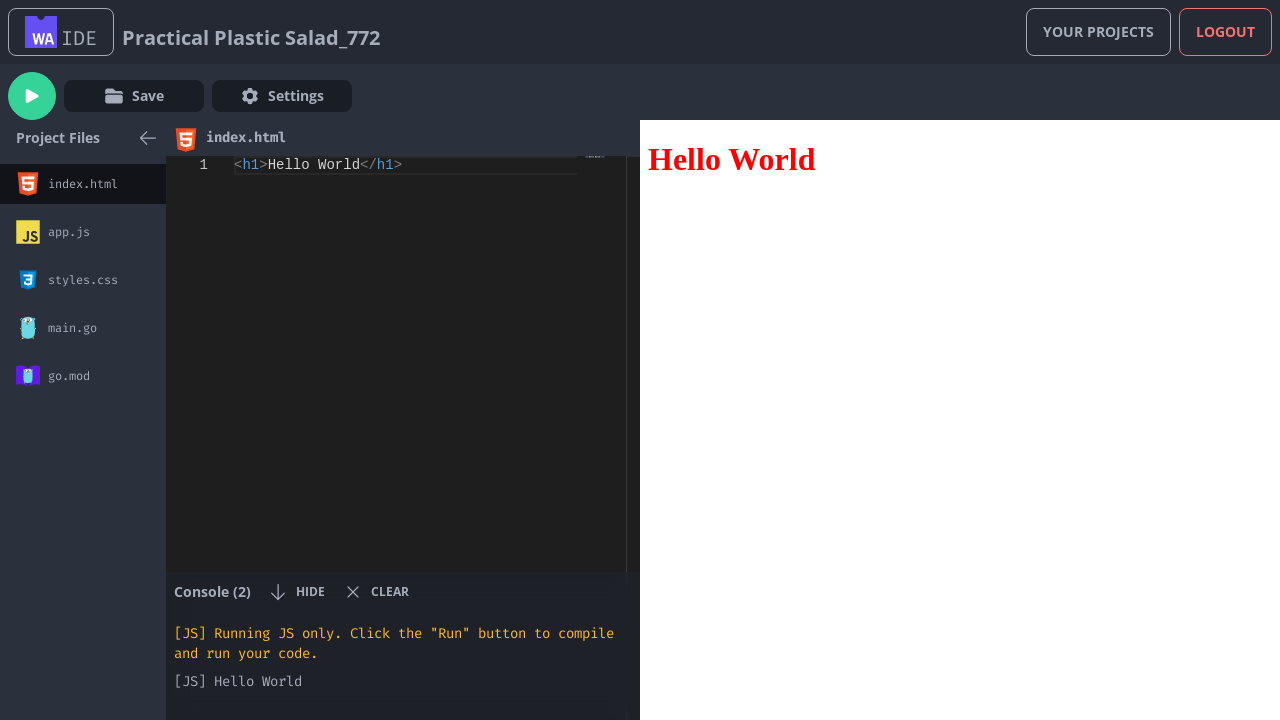 WA IDE
Practical Plastic Salad_772
YOUR PROJECTS
LOGOUT
Save
Settings
Project Files
index.html
app.js
JS
styles.css
main.go
go.mod
index.html
1 <h1>Hello World</h1>
Console (2)
HIDE
CLEAR
[JS] Running JS only. Click the "Run" button to compile
and run your code.
[JS] Hello World
Hello World